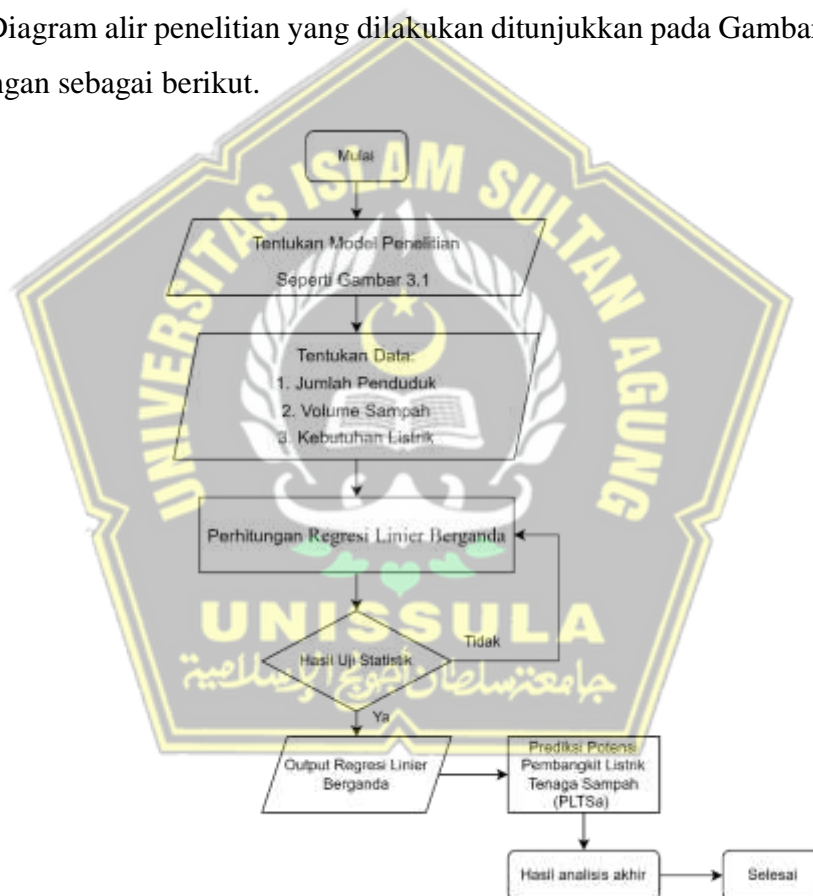 Diagram alir penelitian yang dilakukan ditunjukkan pada Gambar
ngan sebagai berikut.
UNIVERSITAS ISLAM SULTAN AGUNG
Mulai
Tentukan Model Penelitian
Seperti Gambar 3.1
Tentukan Data:
1. Jumlah Penduduk
2. Volume Sampah
3. Kebutuhan Listrik
Perhitungan Regresi Linier Berganda
UNISSULA
جامعتسلطان أجونج الإسلامية
Hasil Uji Statistik
Tidak
Ya
Output Regresi Linier
Berganda
Prediksi Potensi
Pembangkit Listrik
Tenaga Sampah
(PLTSa)
Hasil analisis akhir
Selesai